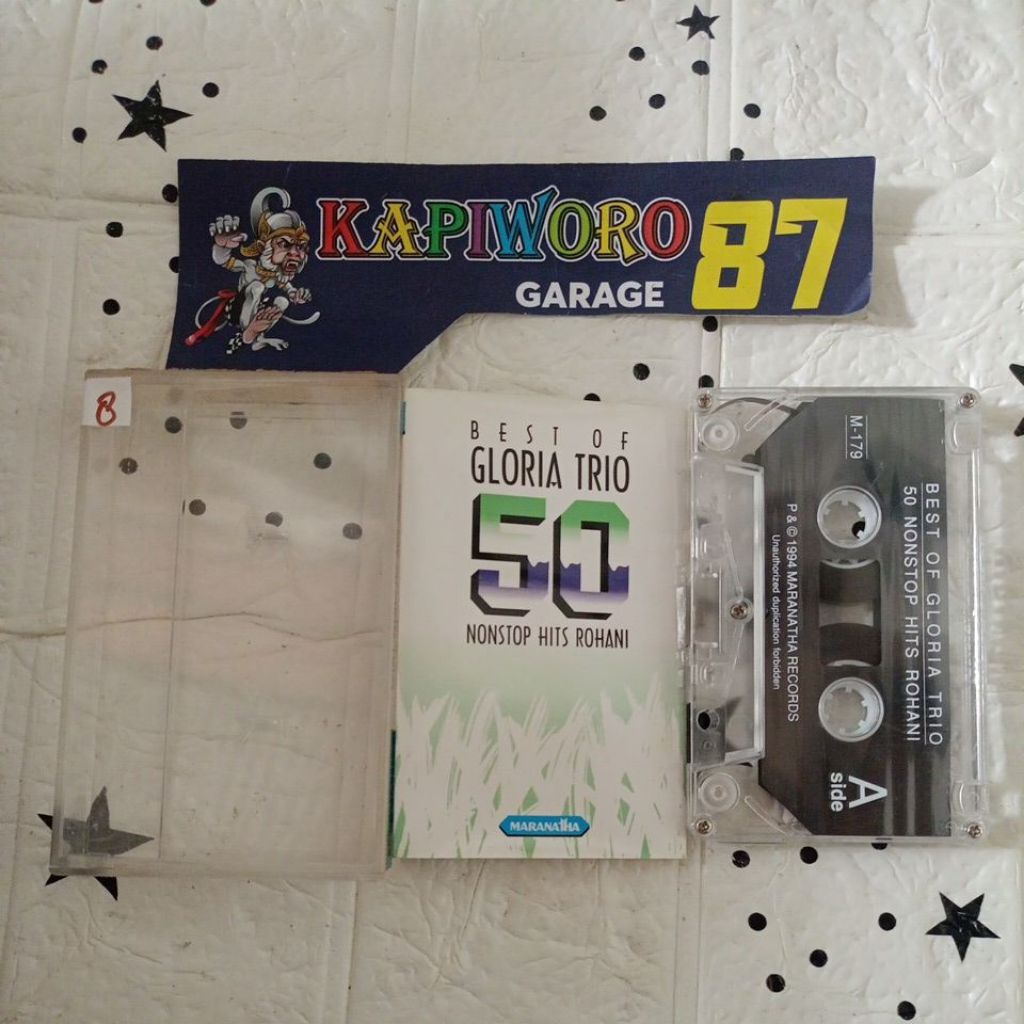 KAPIWORO 87
GARAGE
8
BEST OF
GLORIA TRIO
50
NONSTOP HITS ROHANI
MARANATHA
M-179
BEST OF GLORIA TRIO
50 NONSTOP HITS ROHANI
P & © 1994 MARANATHA RECORDS
Unauthorized duplication forbidden
A
side